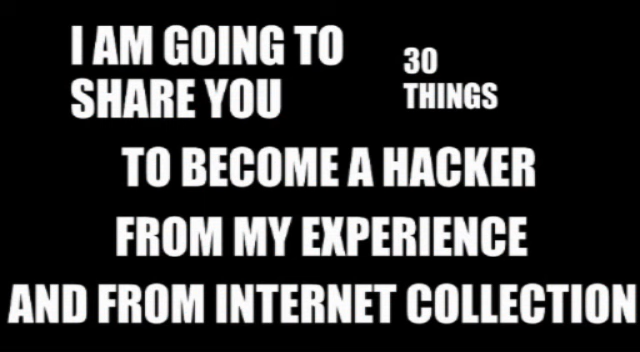 I AM GOING TO
SHARE YOU
30
THINGS
TO BECOME A HACKER
FROM MY EXPERIENCE
AND FROM INTERNET COLLECTION